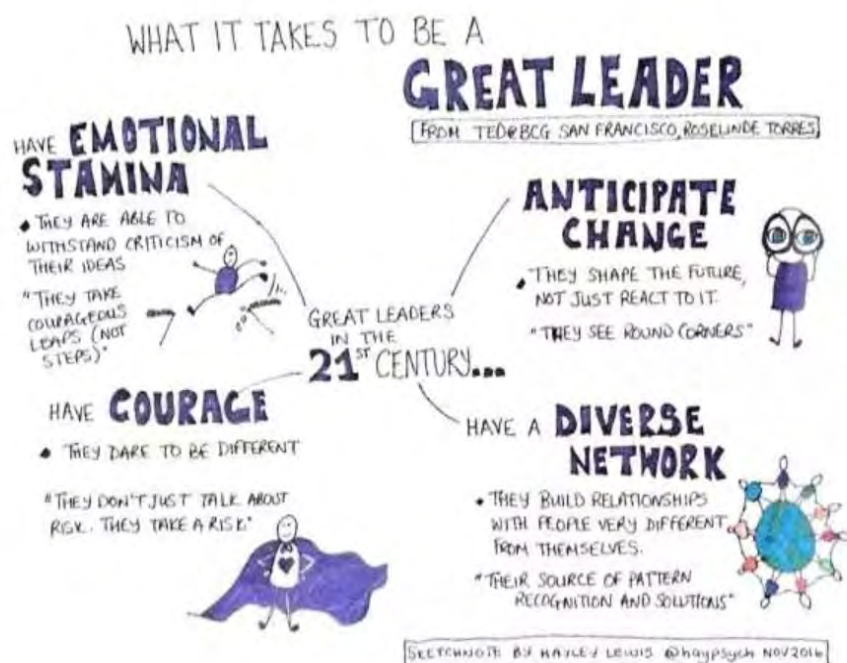 WHAT IT TAKES TO BE A
GREAT LEADER
FROM TED@BCG SAN FRANCISCO, ROSELINDE TORRES
HAVE EMOTIONAL
STAMINA
• THEY ARE ABLE TO
WITHSTAND CRITICISM OF
THEIR IDEAS
"THEY TAKE
COURAGEOUS
LEAPS (NOT
STEPS)"
ANTICIPATE
CHANGE
• THEY SHAPE THE FUTURE,
NOT JUST REACT TO IT.
"THEY SEE ROUND CORNERS"
GREAT LEADERS
IN THE
21ST CENTURY...
HAVE COURAGE
• THEY DARE TO BE DIFFERENT
"THEY DON'T JUST TALK ABOUT
RISK. THEY TAKE A RISK"
HAVE A DIVERSE
NETWORK
• THEY BUILD RELATIONSHIPS
WITH PEOPLE VERY DIFFERENT
FROM THEMSELVES.
"THEIR SOURCE OF PATTERN
RECOGNITION AND SOLUTIONS"
SKETCHNOTE BY HAYLEY LEWIS @haypsych NOV 2016